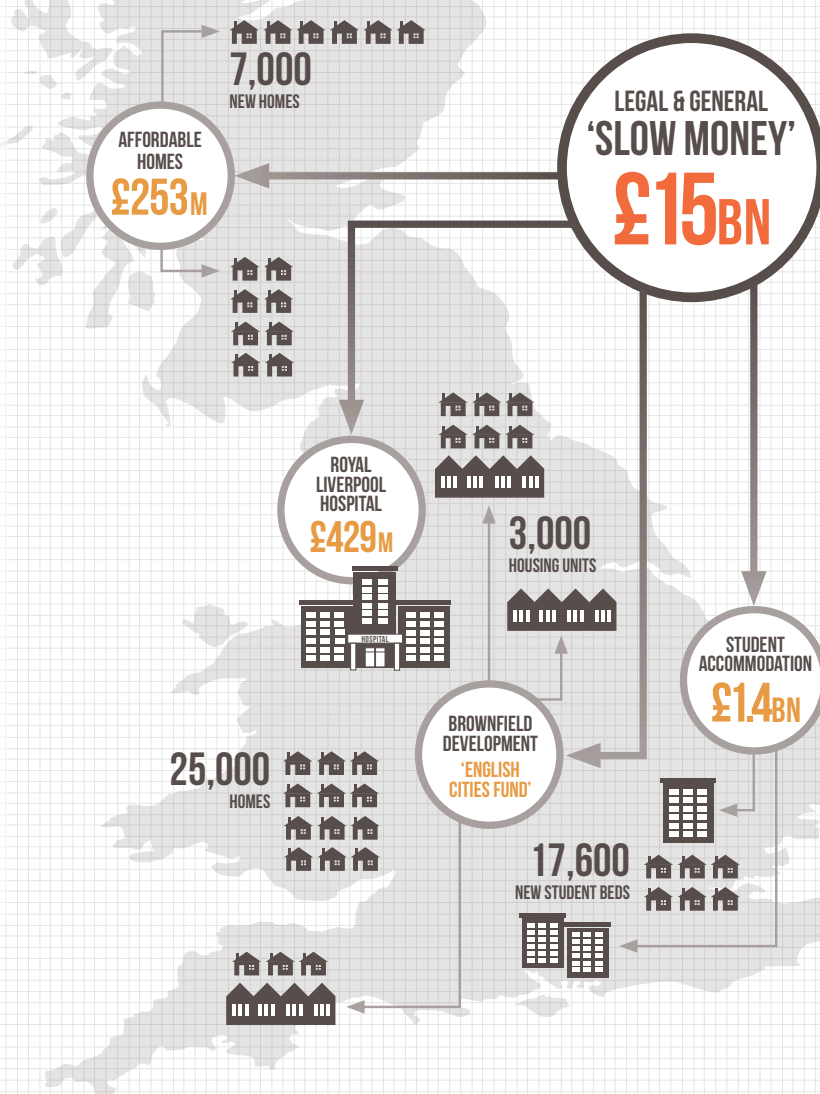 7,000
NEW HOMES
LEGAL & GENERAL
‘SLOW MONEY’
£15BN
AFFORDABLE
HOMES
£253M
ROYAL
LIVERPOOL
HOSPITAL
£429M
HOSPITAL
3,000
HOUSING UNITS
STUDENT
ACCOMMODATION
£1.4BN
BROWNFIELD
DEVELOPMENT
‘ENGLISH
CITIES FUND’
25,000
HOMES
17,600
NEW STUDENT BEDS